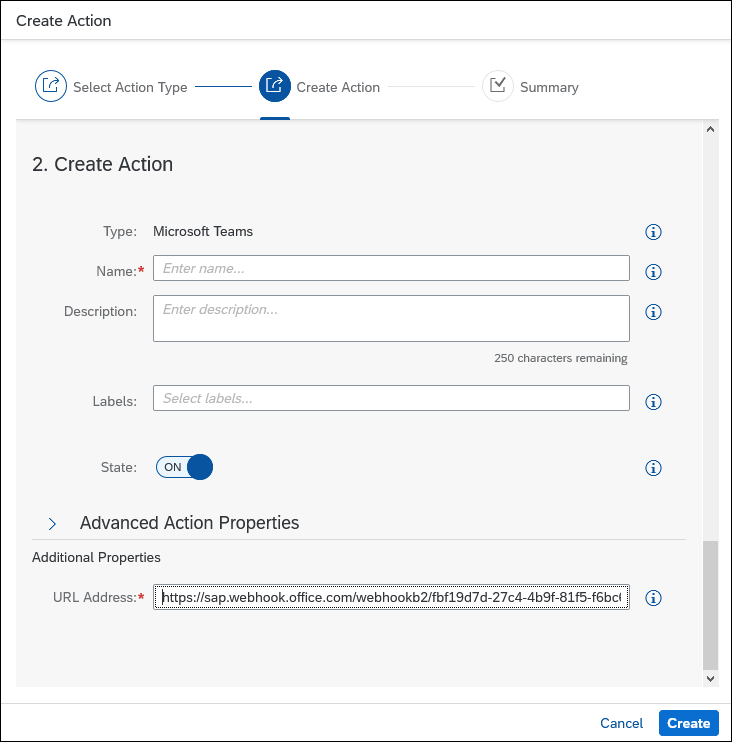 Create Action
Select Action Type Create Action Summary
2. Create Action
Type: Microsoft Teams
Name:* Enter name...
Description: Enter description...
250 characters remaining
Labels: Select labels...
State: ON
Advanced Action Properties
Additional Properties
URL Address:* https://sap.webhook.office.com/webhookb2/fbf19d7d-27c4-4b9f-81f5-f6bc
Cancel Create